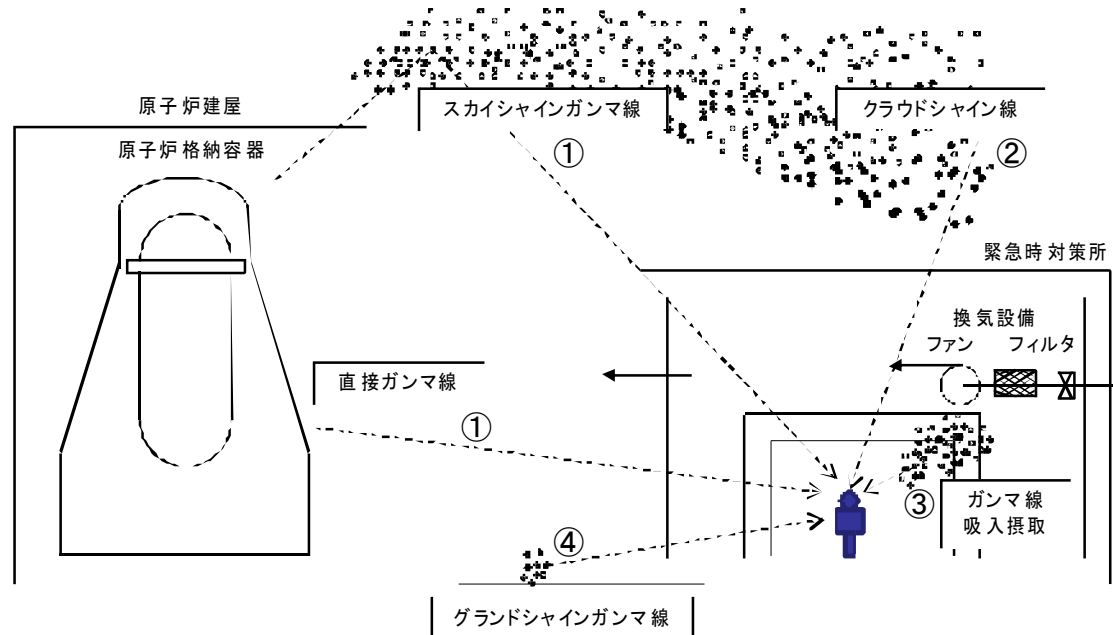 原子炉建屋
原子炉格納容器
スカイシャインガンマ線
①
クラウドシャイン線
②
緊急時対策所
換気設備
ファン フィルタ
直接ガンマ線
①
③
ガンマ線
吸入摂取
④
グランドシャインガンマ線